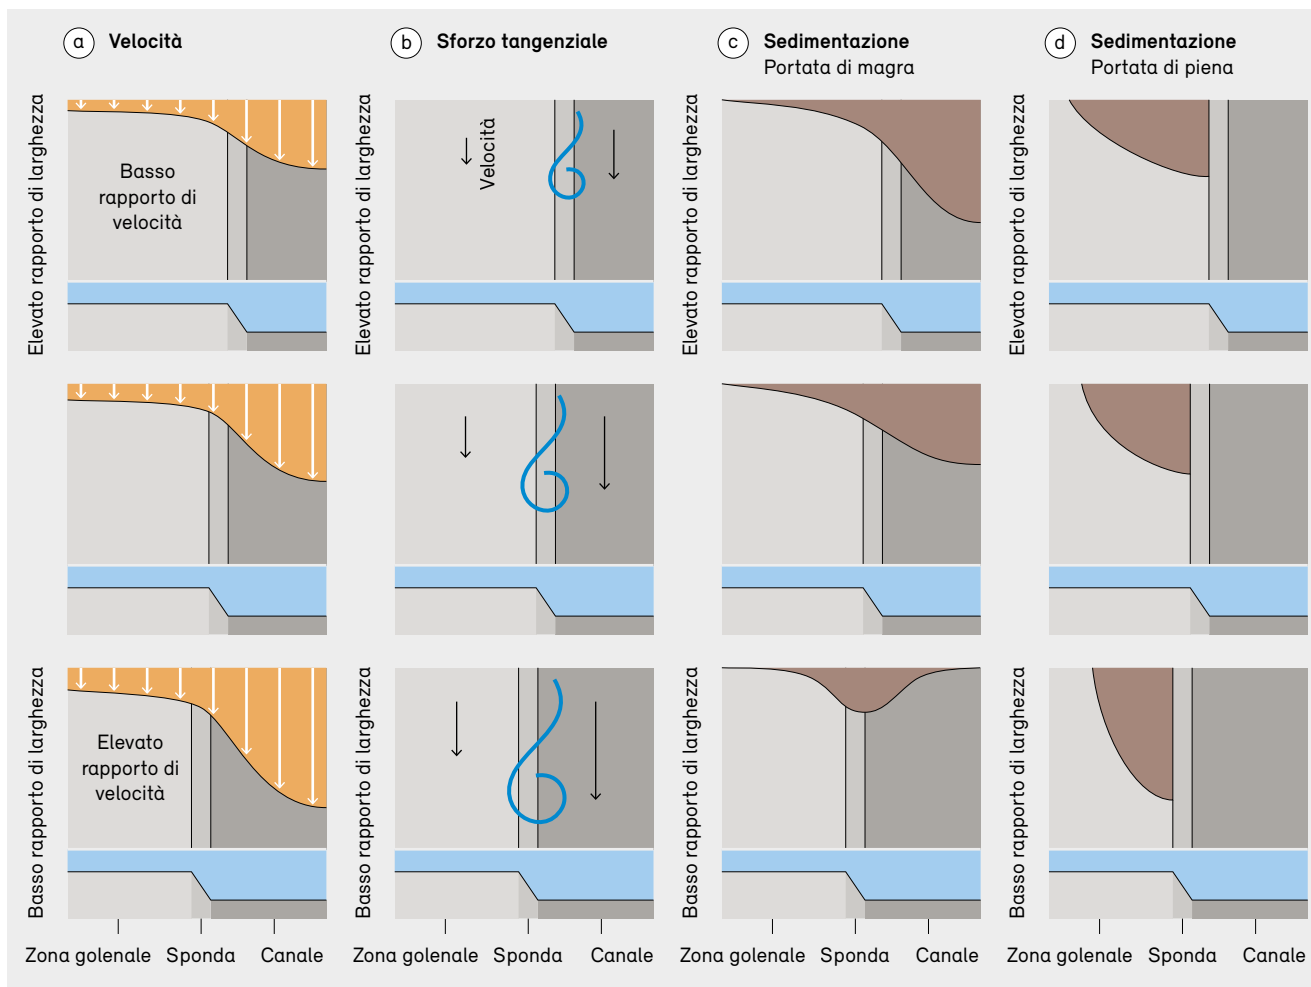 a Velocità
b Sforzo tangenziale
c Sedimentazione
Portata di magra
d Sedimentazione
Portata di piena
Elevato rapporto di larghezza
Basso
rapporto di
velocità
Elevato rapporto di larghezza
Velocità
Elevato rapporto di larghezza
Elevato rapporto di larghezza
Basso rapporto di larghezza
Elevato
rapporto di
velocità
Basso rapporto di larghezza
Basso rapporto di larghezza
Basso rapporto di larghezza
Zona golenale Sponda Canale
Zona golenale Sponda Canale
Zona golenale Sponda Canale
Zona golenale Sponda Canale